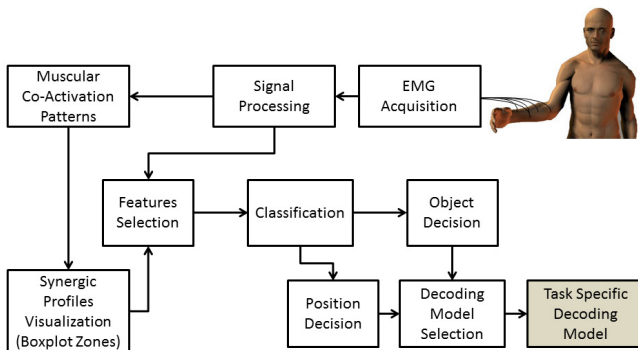 Muscular
Co-Activation
Patterns
Signal
Processing
EMG
Acquisition
Features
Selection
Classification
Object
Decision
Synergic
Profiles
Visualization
(Boxplot Zones)
Position
Decision
Decoding
Model
Selection
Task Specific
Decoding
Model